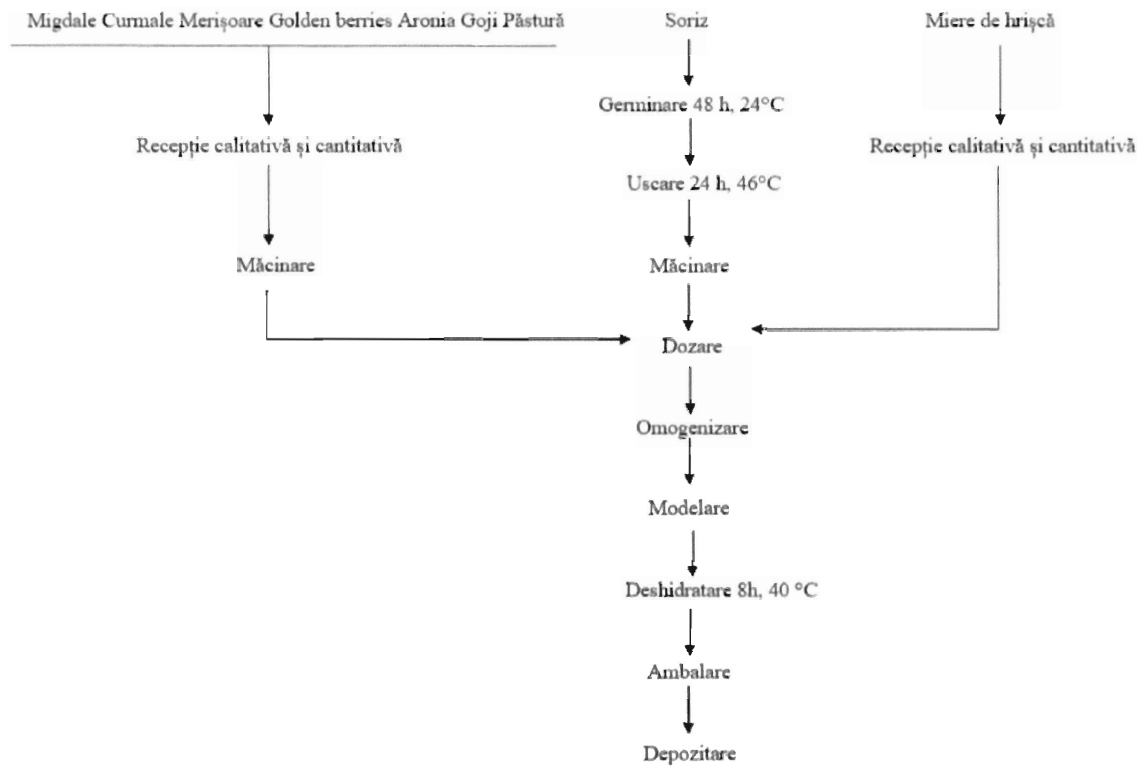 Migdale Curmale Merișoare Golden berries Aronia Goji Păstură
Soriz
Miere de hrișcă
Germinare 48 h, 24°C
Recepție calitativă și cantitativă
Recepție calitativă și cantitativă
Uscare 24 h, 46°C
Măcinare
Măcinare
Dozare
Omogenizare
Modelare
Deshidratare 8h, 40 °C
Ambalare
Depozitare